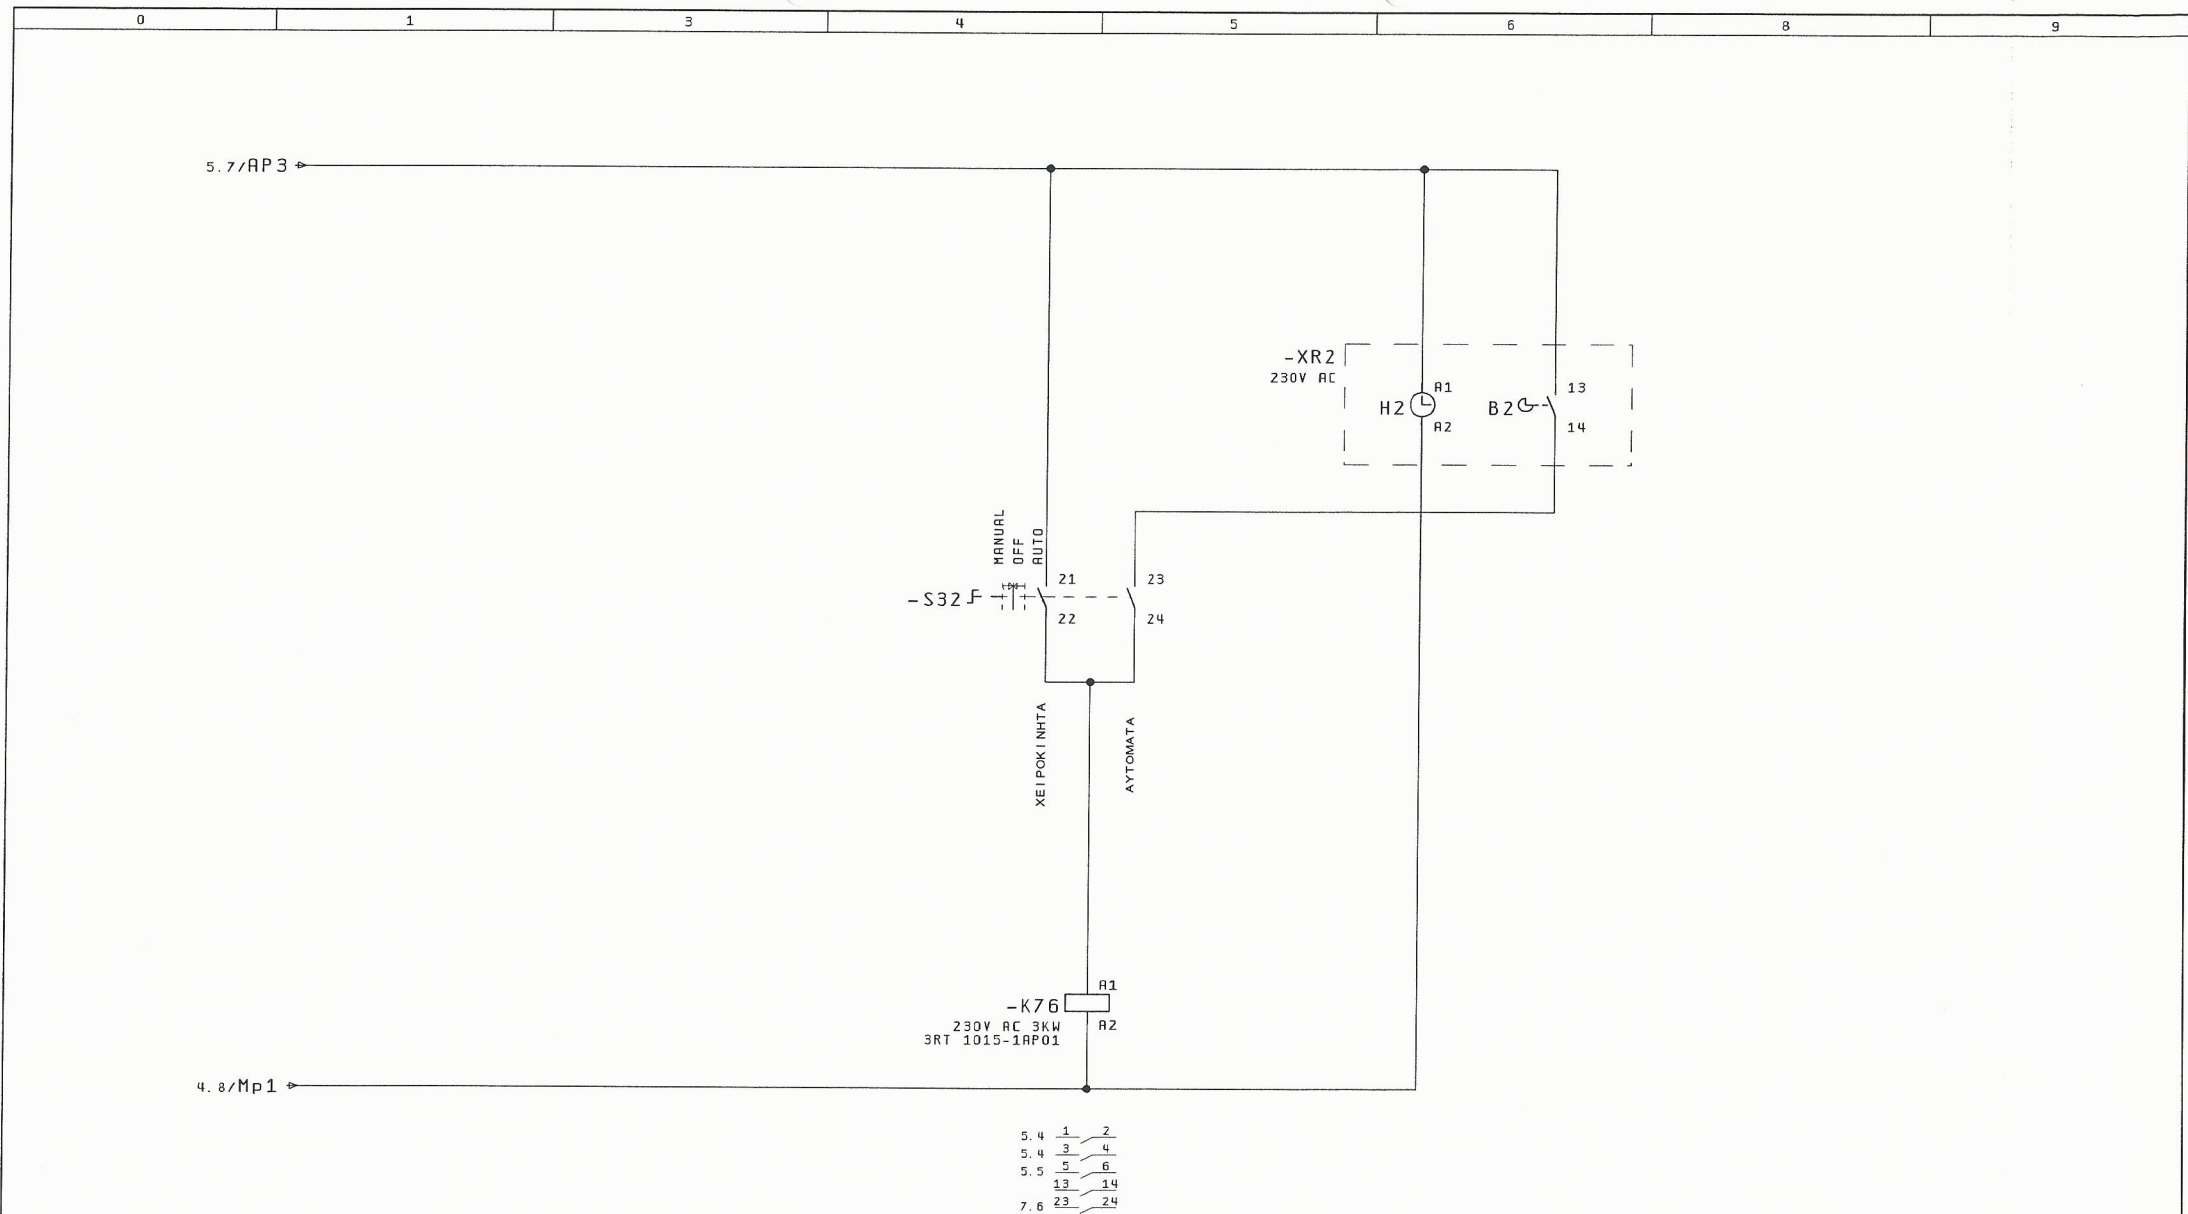 0 1 3 4 5 6 8 9
5.7/AP3
-XR2
230V AC
A1
H2
A2
13
B2
14
MANUAL
OFF
AUTO
-S32
21
22
23
24
ΧΕΙΡΟΚΙΝΗΤΑ
ΑΥΤΟΜΑΤΑ
A1
-K76
A2
230V AC 3KW
3RT 1015-1AP01
4.8/Mp1
5.4 1 2
5.4 3 4
5.5 5 6
13 14
7.6 23 24